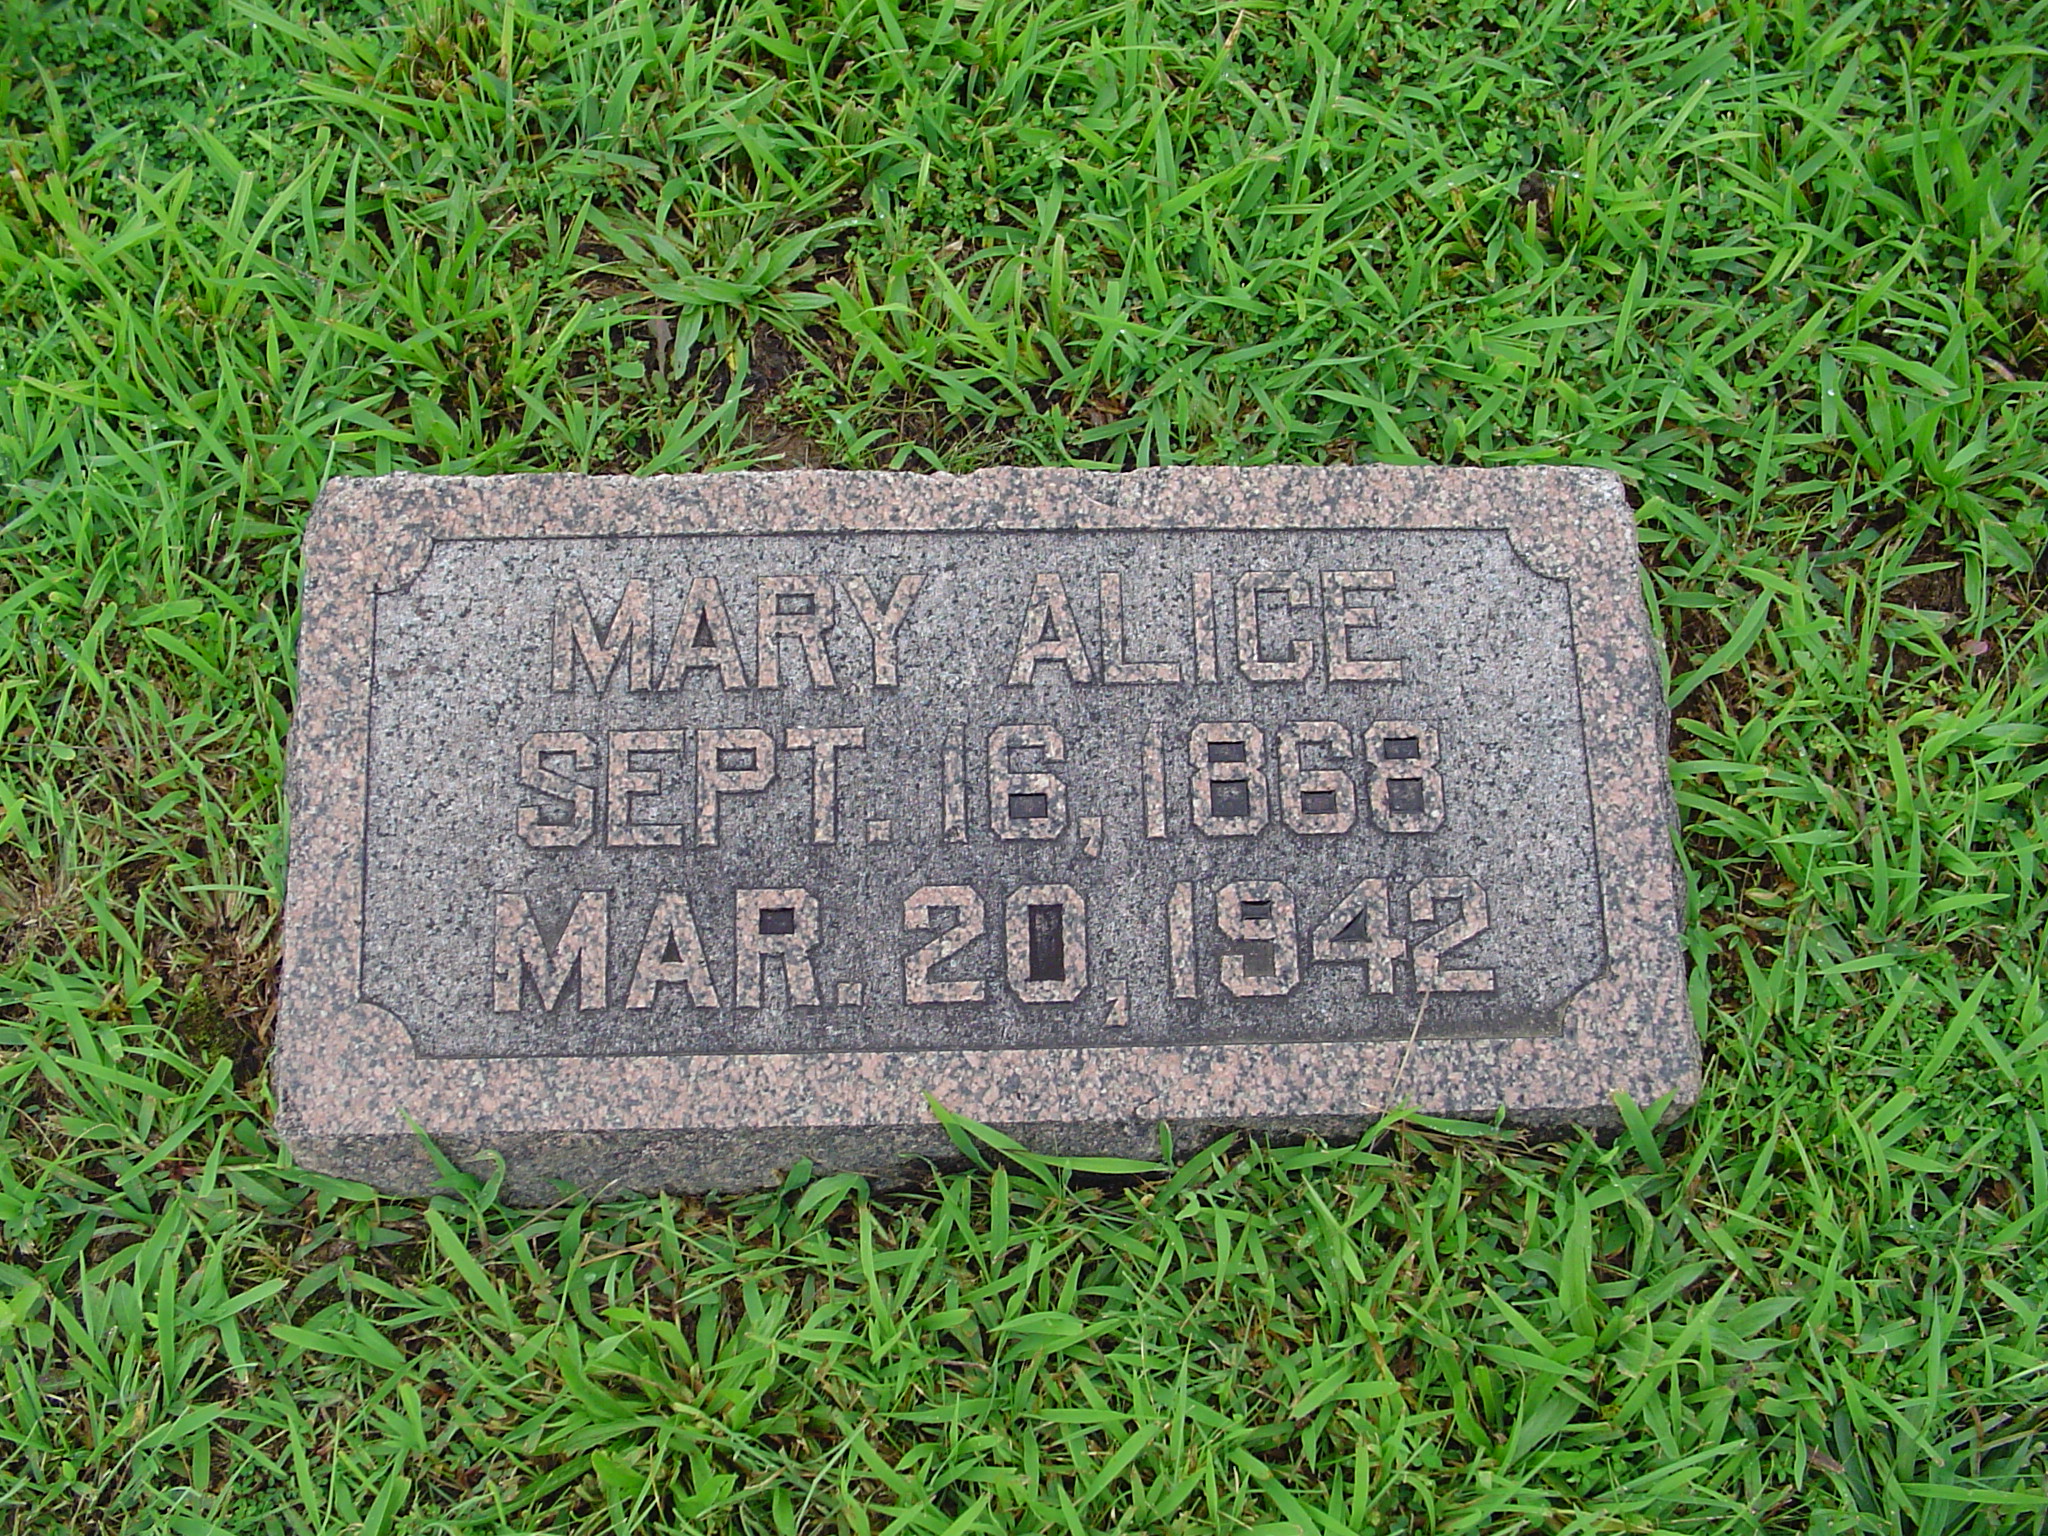 MARY ALICE
SEPT. 16, 1868
MAR. 20, 1942